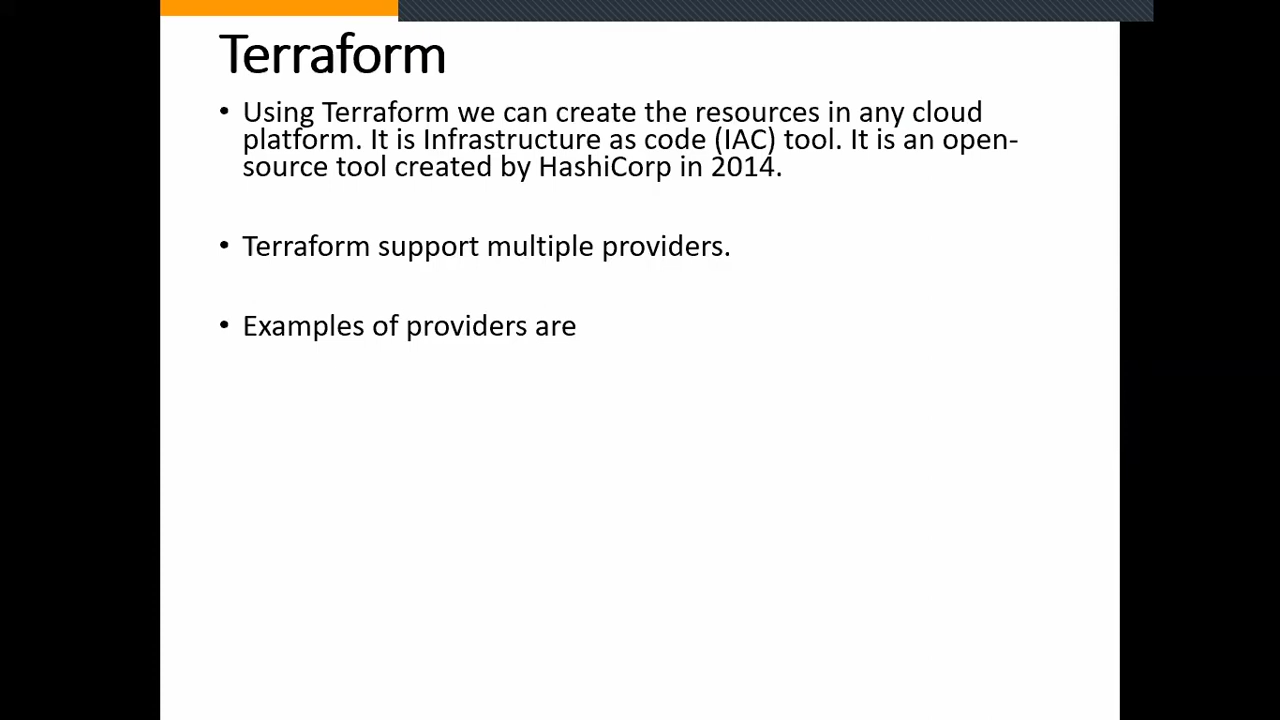 Terraform
• Using Terraform we can create the resources in any cloud
platform. It is Infrastructure as code (IAC) tool. It is an open-
source tool created by HashiCorp in 2014.
• Terraform support multiple providers.
• Examples of providers are